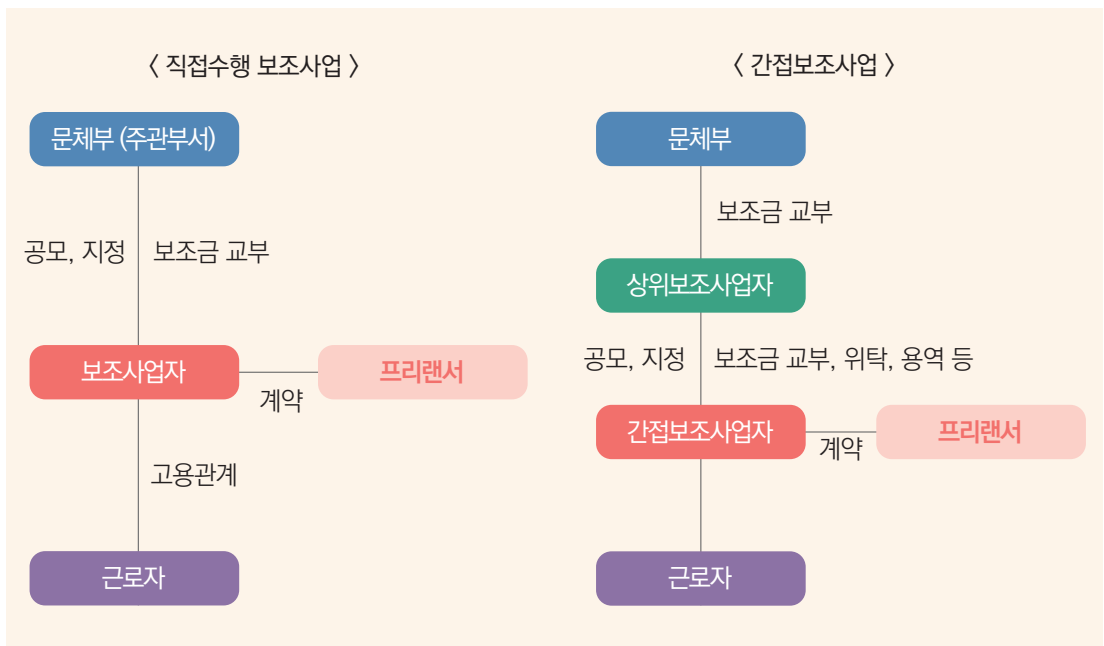 〈 직접수행 보조사업 〉
문체부 (주관부서)
공모, 지정
보조금 교부
보조사업자
계약
프리랜서
고용관계
근로자
〈 간접보조사업 〉
문체부
보조금 교부
상위보조사업자
공모, 지정
보조금 교부, 위탁, 용역 등
간접보조사업자
계약
프리랜서
근로자